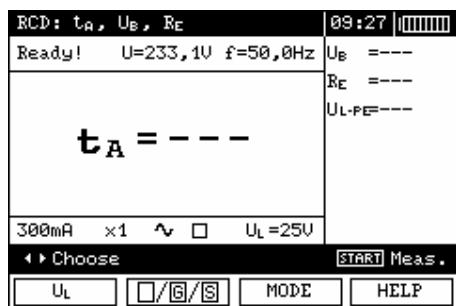 RCD: tA, UB, RE 09:27
Ready! U=233,1V f=50,0Hz UB =---
RE =---
UL-PE=---
tA = ---
300mA x1 UL=25V
Choose START Meas.
UL □/G/S MODE HELP